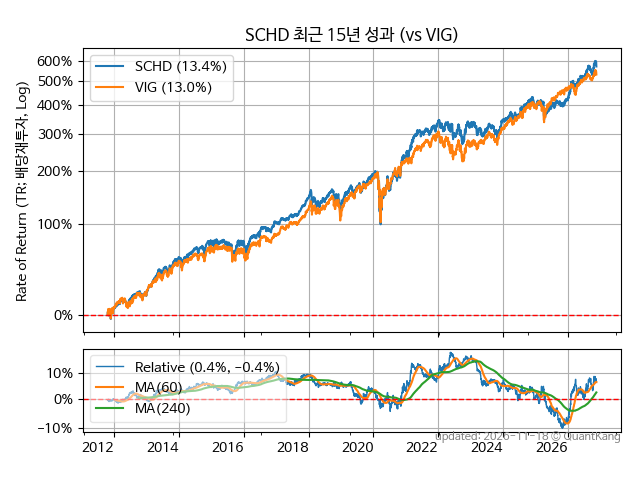 SCHD 최근 15년 성과 (vs VIG)
Rate of Return (TR: 배당재투자, Log)
600%
500%
400%
300%
200%
100%
0%
SCHD (13.4%)
VIG (13.0%)
10%
0%
−10%
Relative (0.4%, −0.4%)
MA(60)
MA(240)
2012 2014 2016 2018 2020 2022 2024 2026